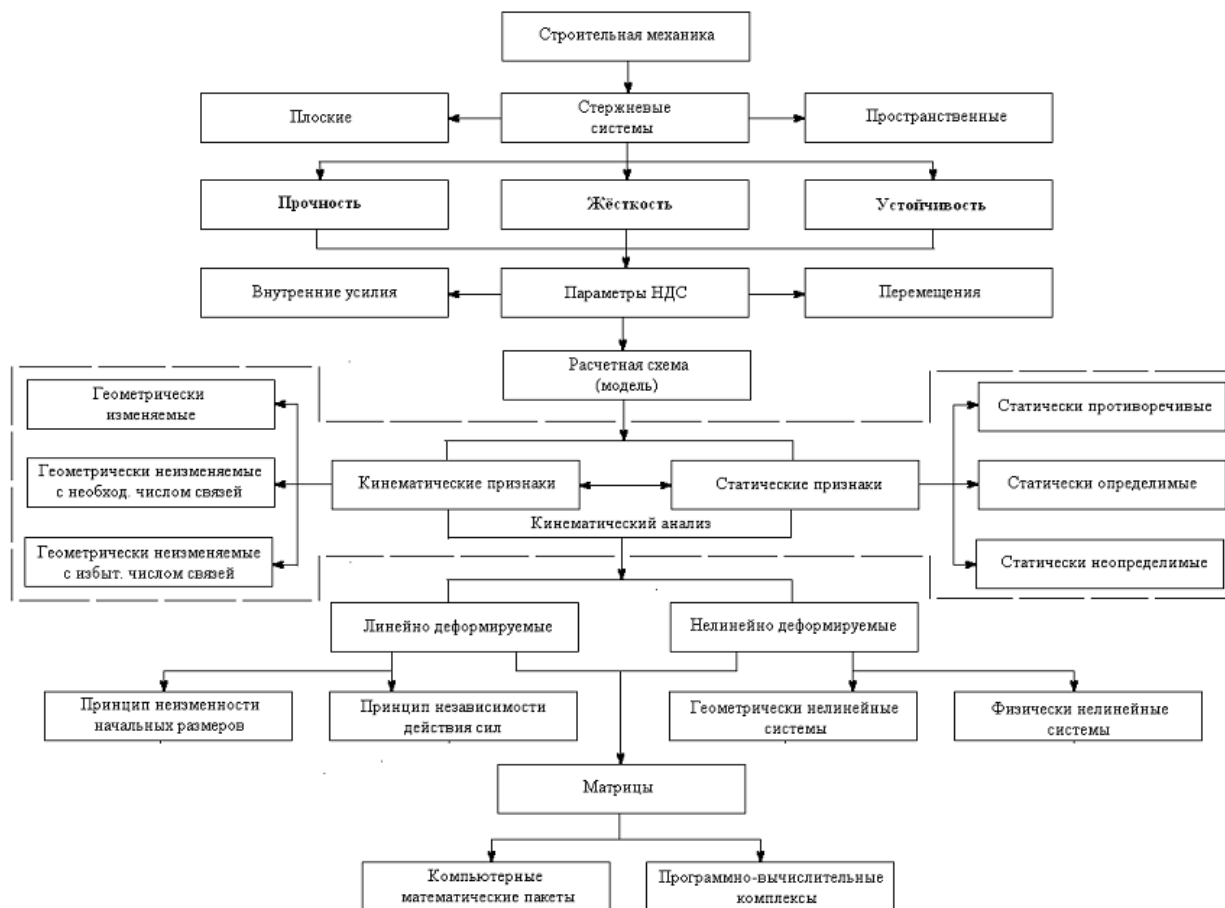 Строительная механика
Плоские
Стержневые
системы
Пространственные
Прочность
Жёсткость
Устойчивость
Внутренние усилия
Параметры НДС
Перемещения
Расчетная схема
(модель)
Геометрически
изменяемые
Статически противоречивые
Геометрически неизменяемые
с необход. числом связей
Кинематические признаки
Статические признаки
Статически определимые
Кинематический анализ
Геометрически неизменяемые
с избыт. числом связей
Статически неопределимые
Линейно деформируемые
Нелинейно деформируемые
Принцип неизменности
начальных размеров
Принцип независимости
действия сил
Геометрически нелинейные
системы
Физически нелинейные
системы
Матрицы
Компьютерные
математические пакеты
Программно-вычислительные
комплексы